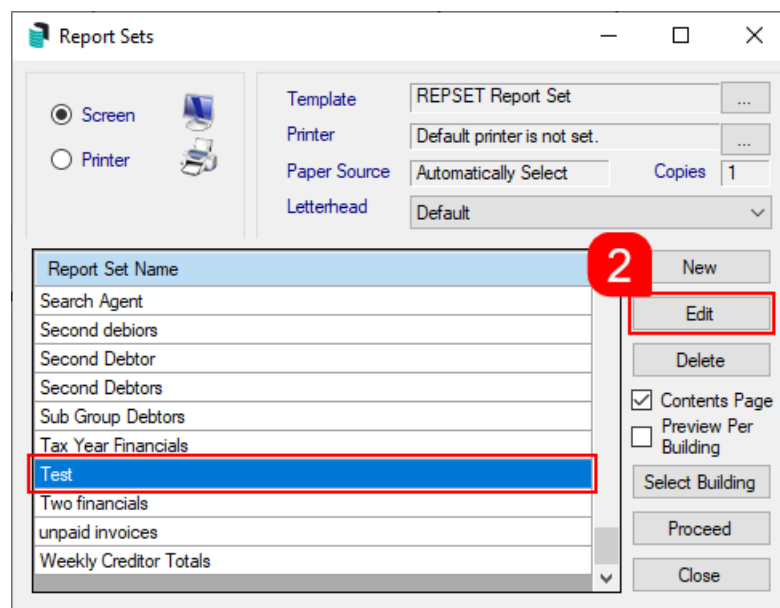 Report Sets
Screen
Printer
Template REPSET Report Set ...
Printer Default printer is not set. ...
Paper Source Automatically Select Copies 1
Letterhead Default
2
Report Set Name
Search Agent
Second debiors
Second Debtor
Second Debtors
Sub Group Debtors
Tax Year Financials
Test
Two financials
unpaid invoices
Weekly Creditor Totals
New
Edit
Delete
Contents Page
Preview Per
Building
Select Building
Proceed
Close